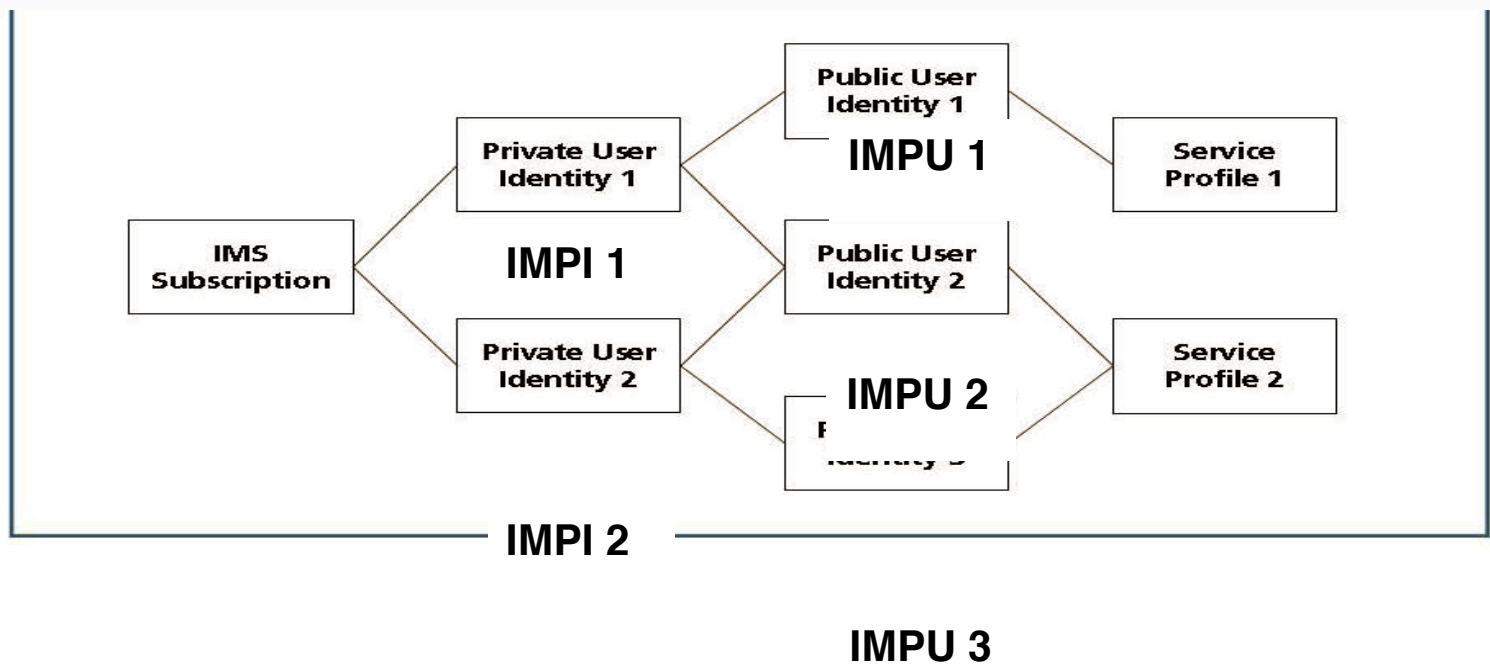 Public User
Identity 1
IMPU 1
Private User
Identity 1
Service
Profile 1
IMS
Subscription
IMPI 1
Public User
Identity 2
Private User
Identity 2
Service
Profile 2
IMPU 2
IMPI 2
IMPU 3